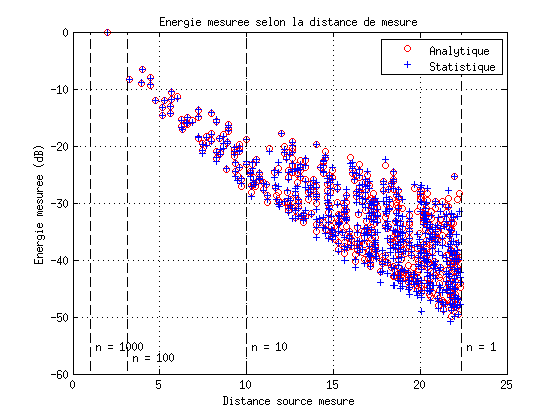 Energie mesuree selon la distance de mesure
Analytique
Statistique
Energie mesuree (dB)
0
-10
-20
-30
-40
-50
-60
n = 1000
n = 100
n = 10
n = 1
0
5
10
15
20
25
Distance source mesure